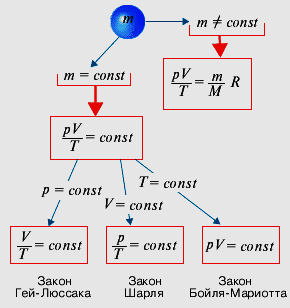 m
m ≠ const
m = const
pV/T = m/M R
pV/T = const
p = const
V = const
T = const
V/T = const
p/T = const
pV = const
Закон Гей-Люссака
Закон Шарля
Закон Бойля-Мариотта